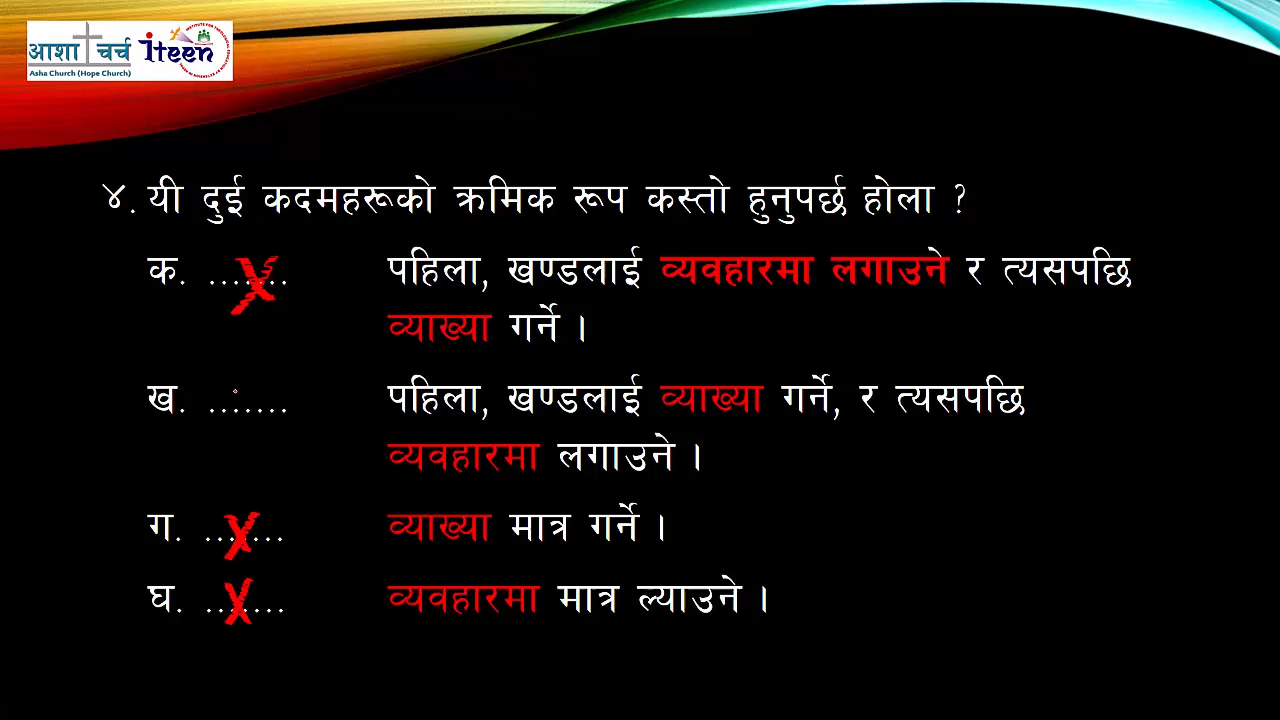 आशा चर्च iteen
Asha Church (Hope Church)
४. यी दुई कदमहरूको क्रमिक रूप कस्तो हुनुपर्छ होला ?
क. ........ पहिला, खण्डलाई व्यवहारमा लगाउने र त्यसपछि
व्याख्या गर्ने ।
ख. ........ पहिला, खण्डलाई व्याख्या गर्ने, र त्यसपछि
व्यवहारमा लगाउने ।
ग. ........ व्याख्या मात्र गर्ने ।
घ. ........ व्यवहारमा मात्र ल्याउने ।